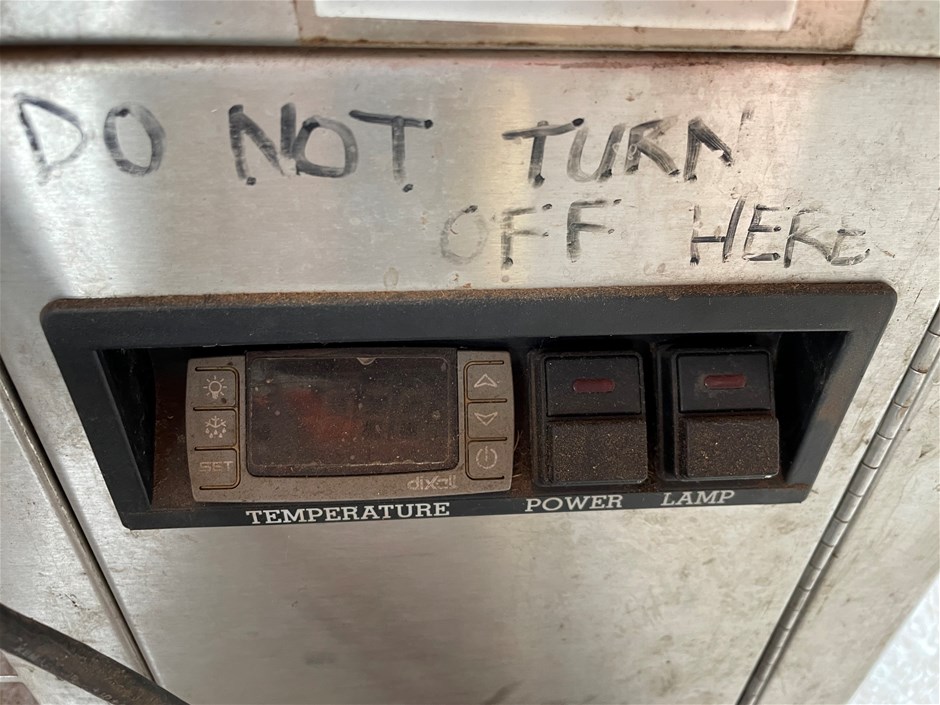 DO NOT TURN
OFF HERE
SET
dixell
TEMPERATURE
POWER
LAMP